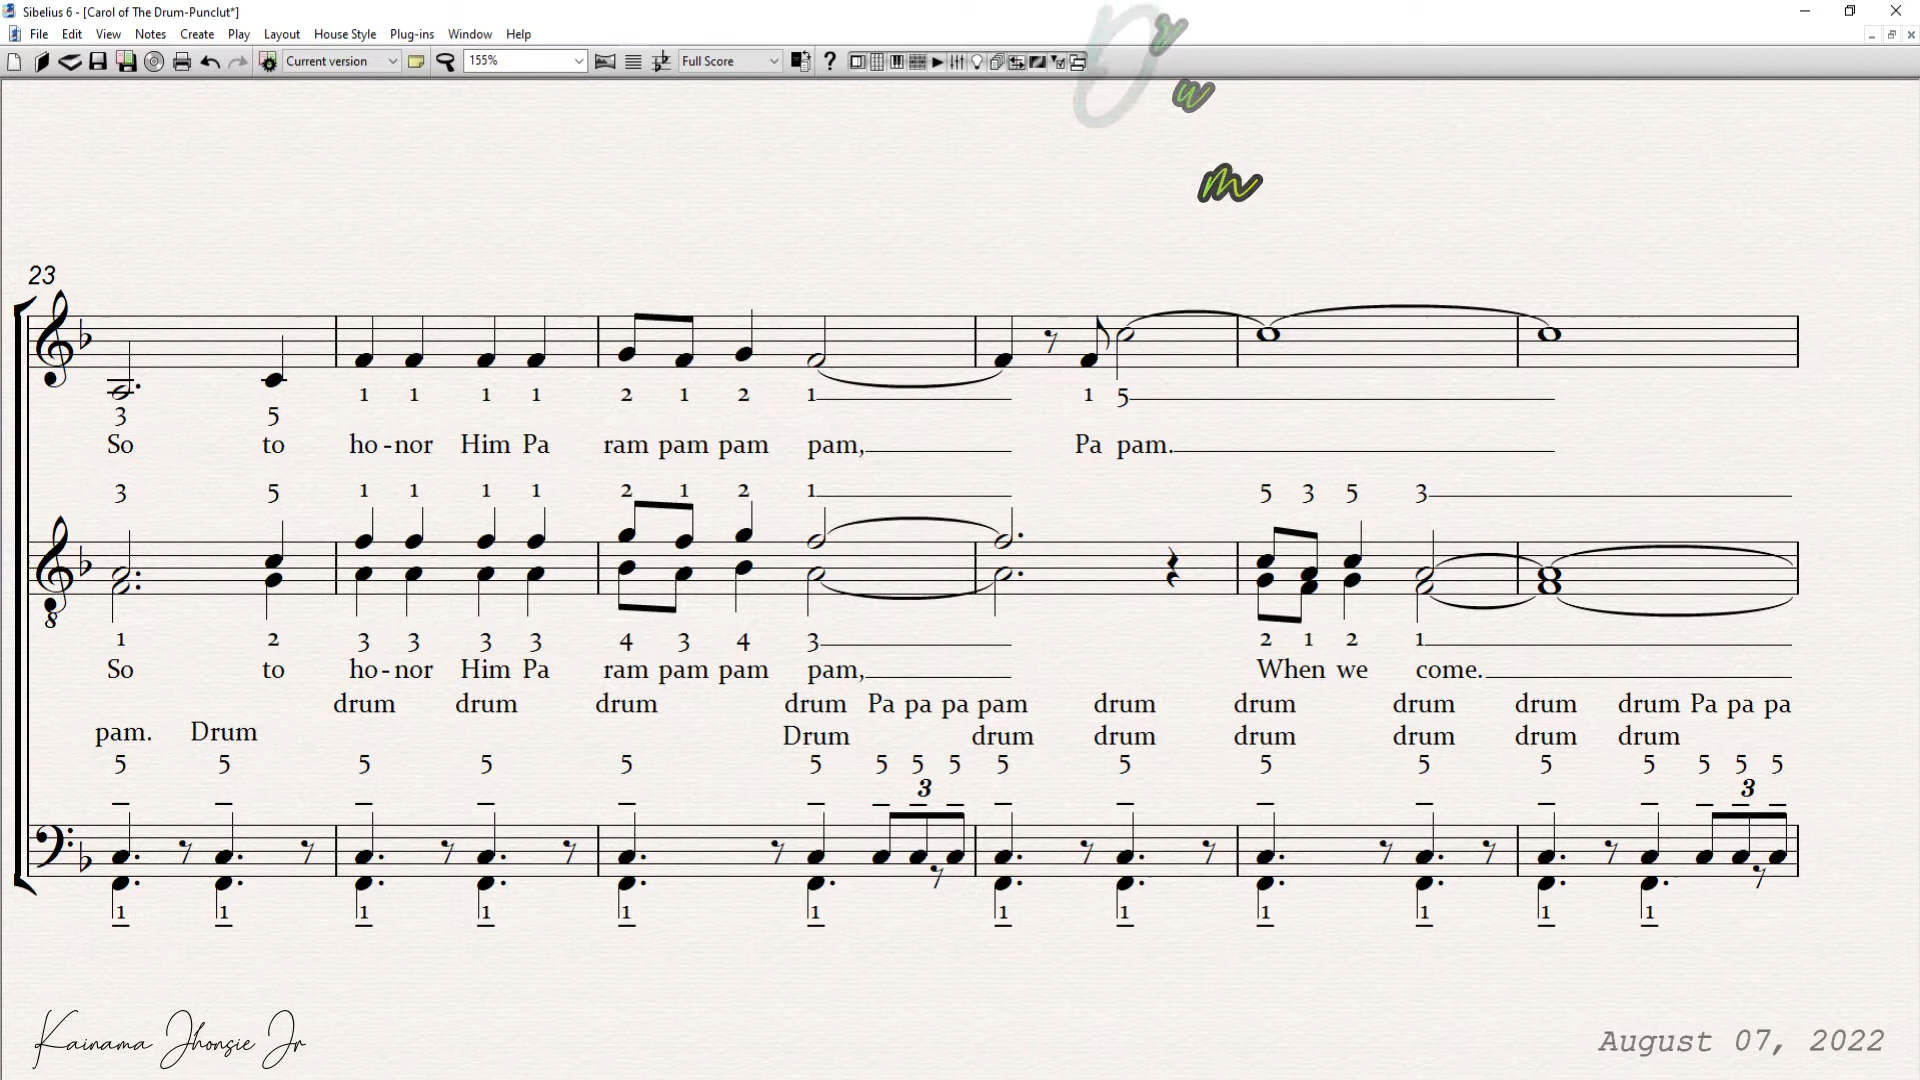 Sibelius 6 - [Carol of The Drum-Punclut*]
File Edit View Notes Create Play Layout House Style Plug-ins Window Help
Current version 155% Full Score ?
r
u
m
23
3 5 1 1 1 1 2 1 2 1 1 5
So to ho - nor Him Pa ram pam pam pam, Pa pam.
3 5 1 1 1 1 2 1 2 1 5 3 5 3
8
1 2 3 3 3 3 4 3 4 3 2 1 2 1
So to ho - nor Him Pa ram pam pam pam, When we come.
drum drum drum drum Pa pa pa pam drum drum drum drum drum Pa pa pa
pam. Drum Drum drum drum drum drum drum drum
5 5 5 5 5 5 5 5 5 5 5 5 5 5 5 5 5 5
3 3
1 1 1 1 1 1 1 1 1 1 1 1
Kainama Jhonsie Jr
August 07, 2022